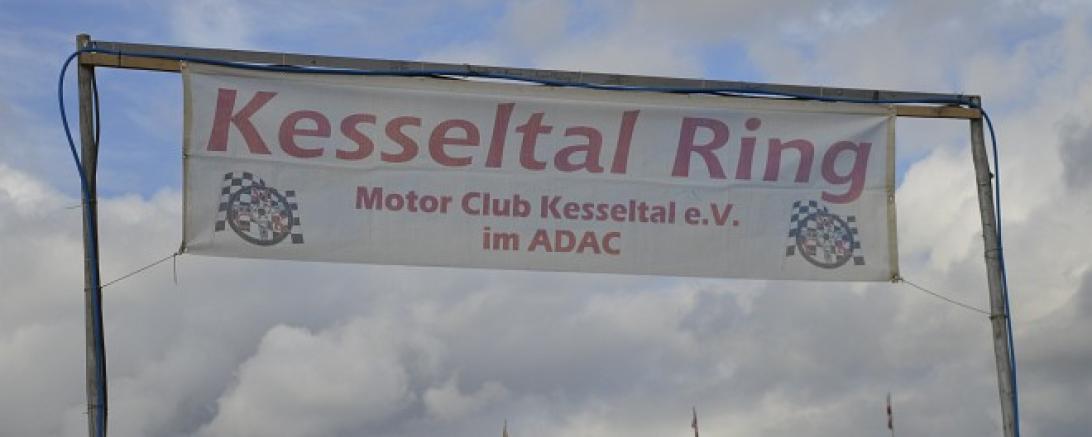 Kesseltal Ring
Motor Club Kesseltal e.V.
im ADAC